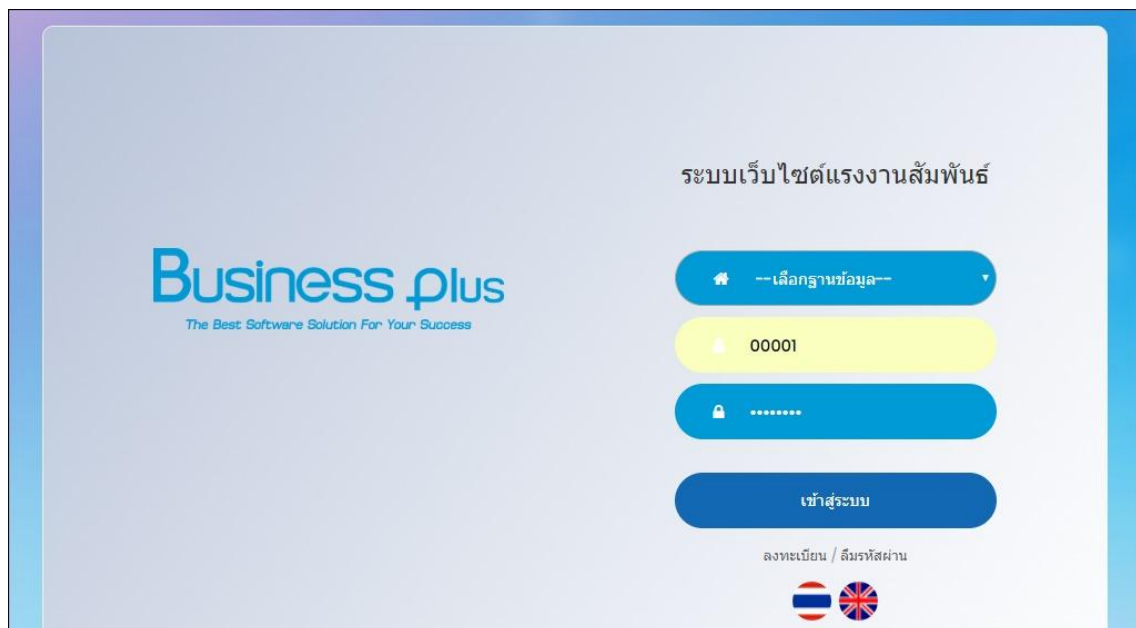 ระบบเว็บไซต์แรงงานสัมพันธ์
Business Plus
The Best Software Solution For Your Success
--เลือกฐานข้อมูล--
00001
••••••••
เข้าสู่ระบบ
ลงทะเบียน / ลืมรหัสผ่าน